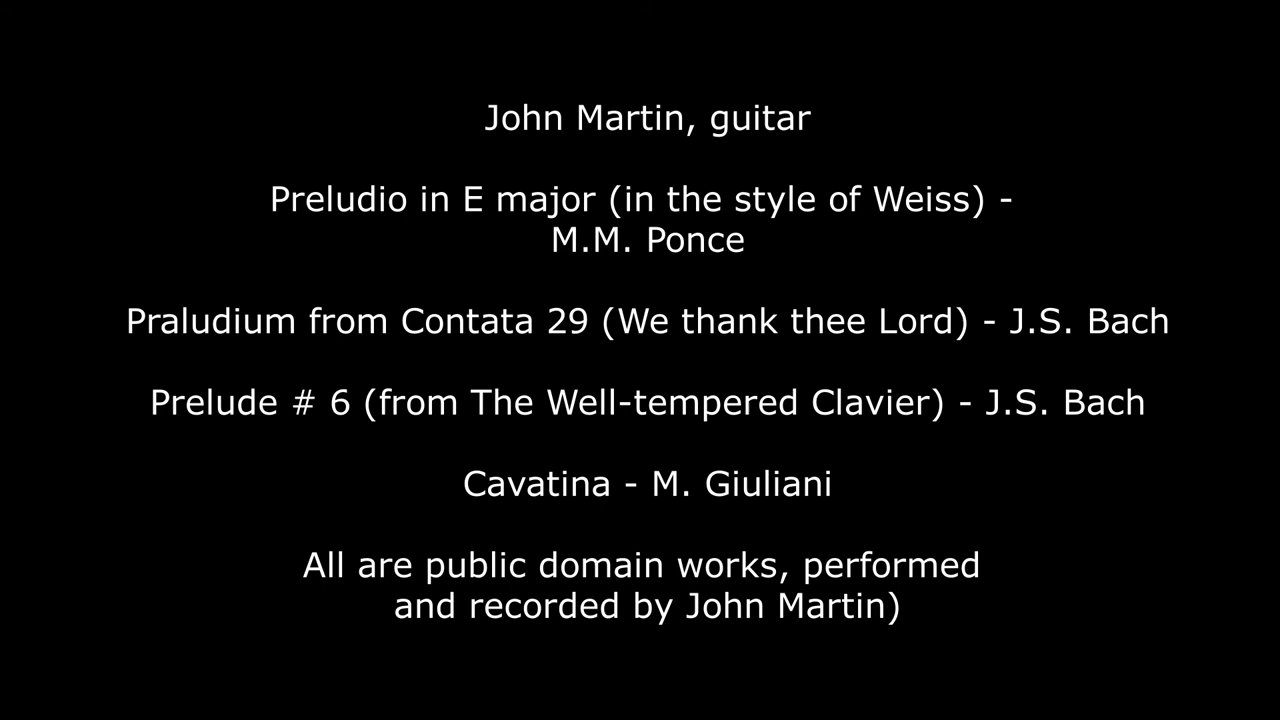 John Martin, guitar
Preludio in E major (in the style of Weiss) -
M.M. Ponce
Praludium from Contata 29 (We thank thee Lord) - J.S. Bach
Prelude # 6 (from The Well-tempered Clavier) - J.S. Bach
Cavatina - M. Giuliani
All are public domain works, performed
and recorded by John Martin)